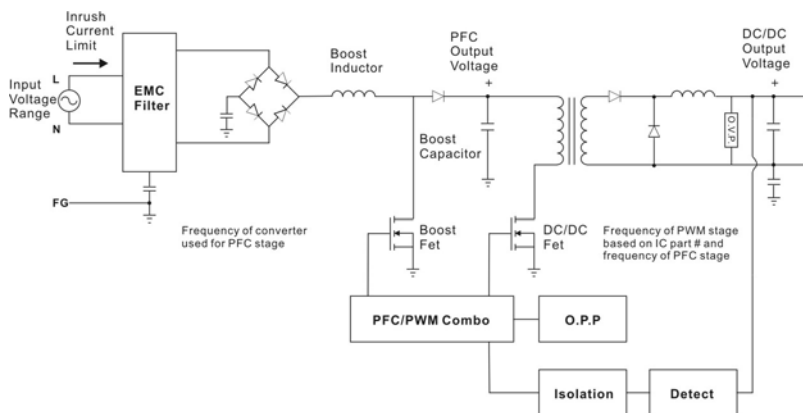 Inrush
Current
Limit
Input
Voltage
Range
L
N
EMC
Filter
FG
Boost
Inductor
PFC
Output
Voltage
+
Boost
Capacitor
DC/DC
Output
Voltage
+
O.V.P.
Frequency of converter
used for PFC stage
Boost
Fet
DC/DC
Fet
Frequency of PWM stage
based on IC part # and
frequency of PFC stage
PFC/PWM Combo
O.P.P
Isolation
Detect